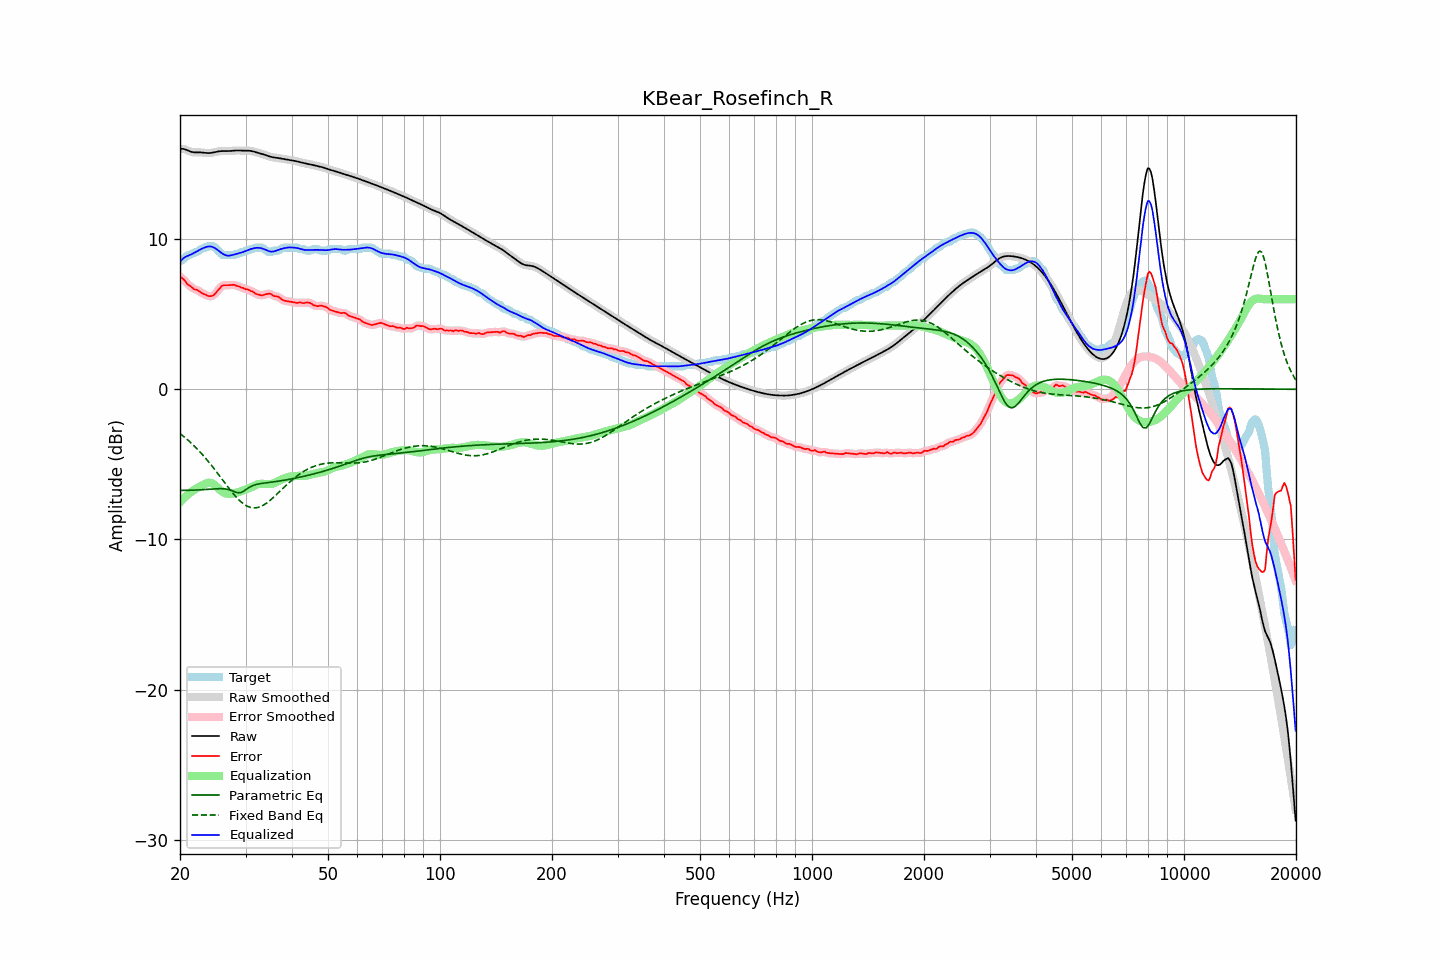 KBear_Rosefinch_R
Amplitude (dBr)
10
0
−10
−20
−30
Target
Raw Smoothed
Error Smoothed
Raw
Error
Equalization
Parametric Eq
Fixed Band Eq
Equalized
20 50 100 200 500 1000 2000 5000 10000 20000
Frequency (Hz)